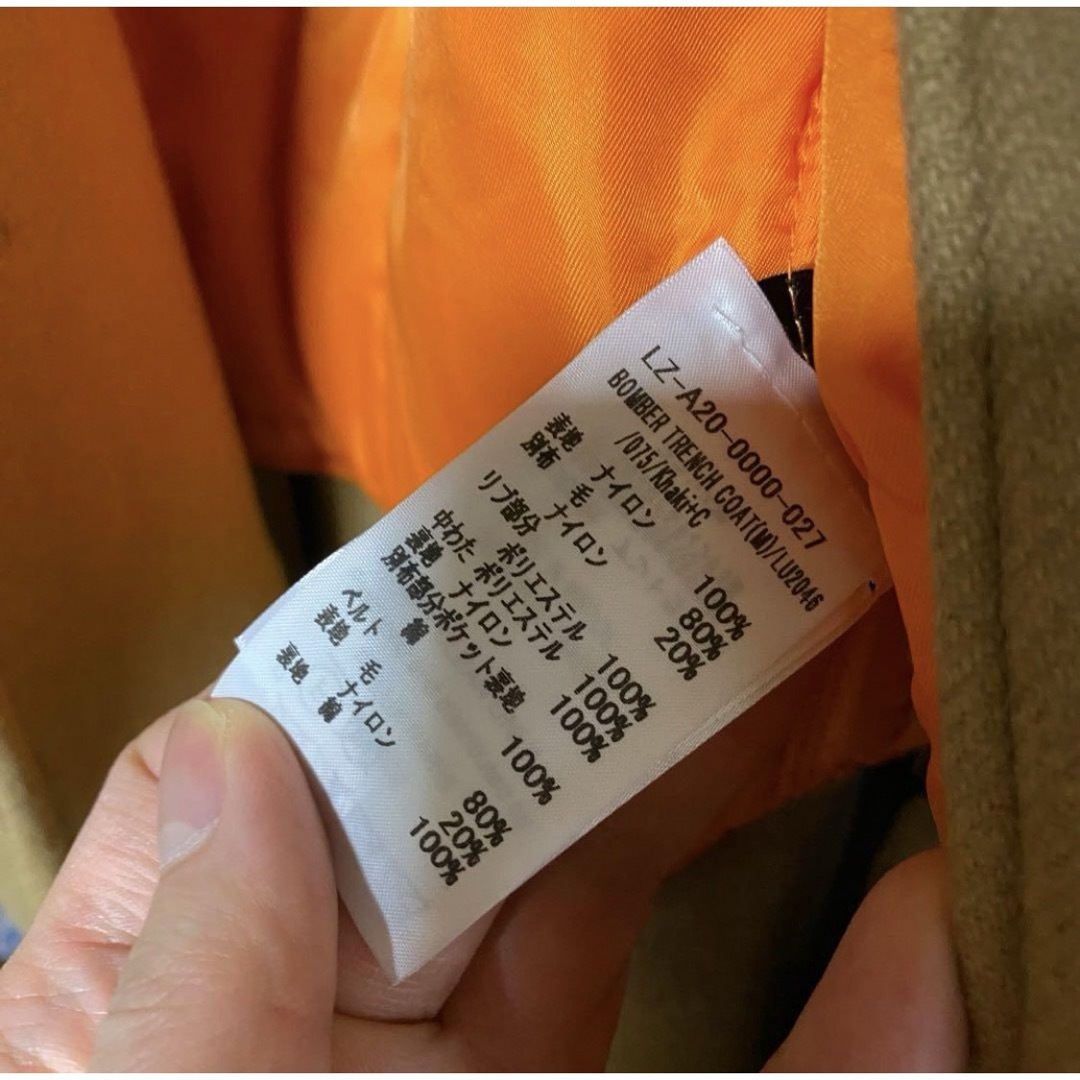 LZ-A20-0000-027
BOMBER TRENCH COAT(W)/LU2046
/075/Khaki+C
表地 ナイロン 100%
別布 毛 80%
ナイロン 20%
リブ部分
ポリエステル 100%
中わた ポリエステル 100%
裏地 ナイロン 100%
別布部分ポケット裏地
綿 100%
ベルト
表地 毛 80%
ナイロン 20%
裏地 綿 100%